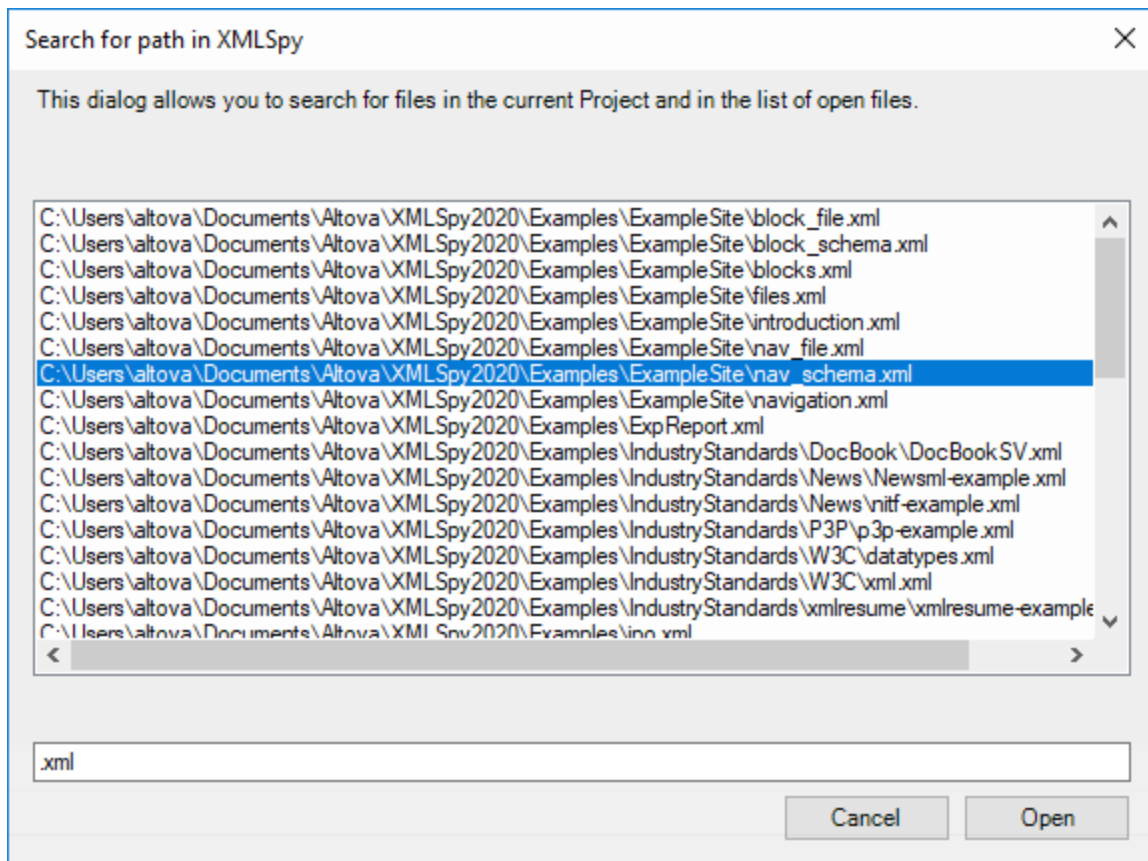 Search for path in XMLSpy
This dialog allows you to search for files in the current Project and in the list of open files.
C:\Users\altova\Documents\Altova\XMLSpy2020\Examples\ExampleSite\block_file.xml
C:\Users\altova\Documents\Altova\XMLSpy2020\Examples\ExampleSite\block_schema.xml
C:\Users\altova\Documents\Altova\XMLSpy2020\Examples\ExampleSite\blocks.xml
C:\Users\altova\Documents\Altova\XMLSpy2020\Examples\ExampleSite\files.xml
C:\Users\altova\Documents\Altova\XMLSpy2020\Examples\ExampleSite\introduction.xml
C:\Users\altova\Documents\Altova\XMLSpy2020\Examples\ExampleSite\nav_file.xml
C:\Users\altova\Documents\Altova\XMLSpy2020\Examples\ExampleSite\nav_schema.xml
C:\Users\altova\Documents\Altova\XMLSpy2020\Examples\ExampleSite\navigation.xml
C:\Users\altova\Documents\Altova\XMLSpy2020\Examples\ExpReport.xml
C:\Users\altova\Documents\Altova\XMLSpy2020\Examples\IndustryStandards\DocBook\DocBookSV.xml
C:\Users\altova\Documents\Altova\XMLSpy2020\Examples\IndustryStandards\News\Newsml-example.xml
C:\Users\altova\Documents\Altova\XMLSpy2020\Examples\IndustryStandards\News\nitf-example.xml
C:\Users\altova\Documents\Altova\XMLSpy2020\Examples\IndustryStandards\P3P\p3p-example.xml
C:\Users\altova\Documents\Altova\XMLSpy2020\Examples\IndustryStandards\W3C\datatypes.xml
C:\Users\altova\Documents\Altova\XMLSpy2020\Examples\IndustryStandards\W3C\xml.xml
C:\Users\altova\Documents\Altova\XMLSpy2020\Examples\IndustryStandards\xmlresume\xmlresume-example
C:\Users\altova\Documents\Altova\XMLSpy2020\Examples\ipo.xml
.xml
Cancel
Open